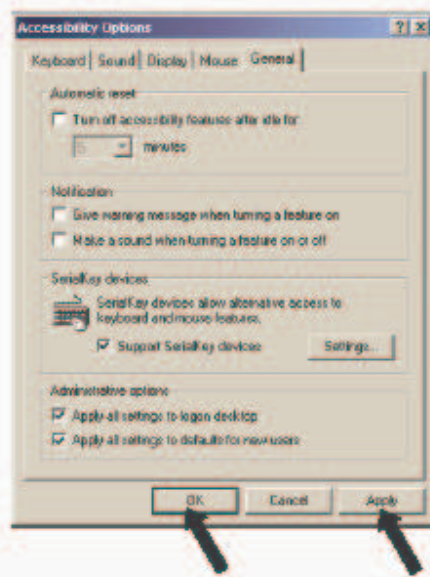 Accessibility Options
Keyboard Sound Display Mouse General
Automatic reset
Turn off accessibility features after idle for
5 minutes
Notification
Give warning message when turning a feature on
Make a sound when turning a feature on or off
SerialKey devices
SerialKey devices allow alternative access to
keyboard and mouse features.
Support SerialKey devices Settings...
Administrative options
Apply all settings to logon desktop
Apply all settings to defaults for new users
OK Cancel Apply